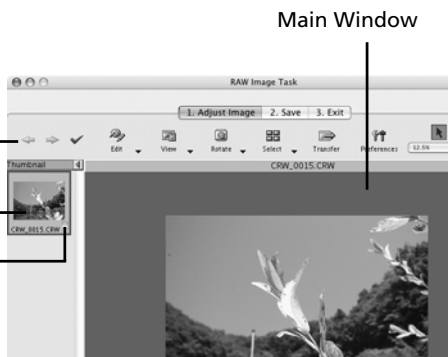 Main Window
RAW Image Task
1. Adjust Image 2. Save 3. Exit
Edit View Rotate Select Transfer Preferences 12.5%
Thumbnail CRW_0015.CRW
CRW_0015.CRW